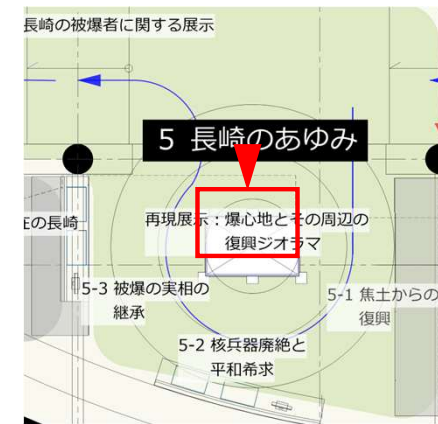 長崎の被爆者に関する展示
5 長崎のあゆみ
在の長崎
再現展示：爆心地とその周辺の
復興ジオラマ
5-3 被爆の実相の
継承
5-1 焦土からの
復興
5-2 核兵器廃絶と
平和希求